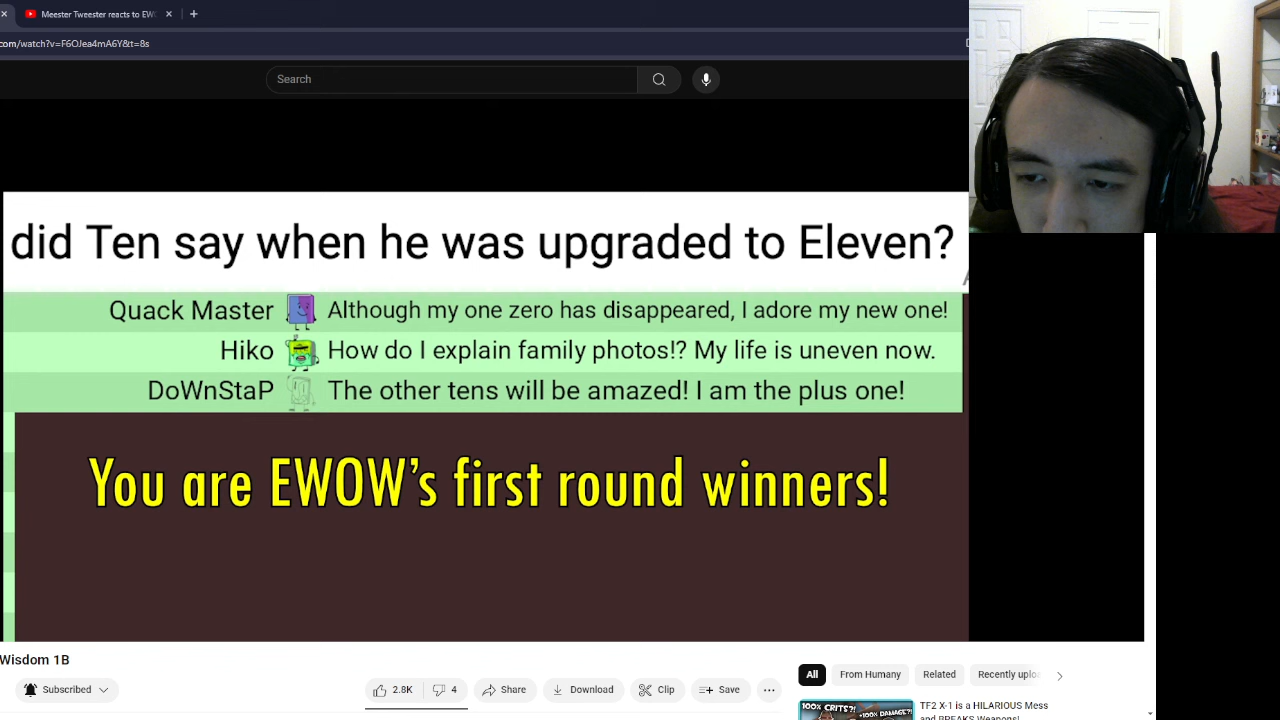 Meester Tweester reacts to EW
com/watch?v=F6OJea4mA6Y&t=8s
Search
did Ten say when he was upgraded to Eleven?
Quack Master Although my one zero has disappeared, I adore my new one!
Hiko How do I explain family photos!? My life is uneven now.
DoWnStaP The other tens will be amazed! I am the plus one!
You are EWOW's first round winners!
Wisdom 1B
Subscribed 2.8K 4 Share Download Clip Save
All From Humany Related Recently uplo
100% CRITS?! +100% DAMAGE?!
TF2 X-1 is a HILARIOUS Mess
and BREAKS Weapons!